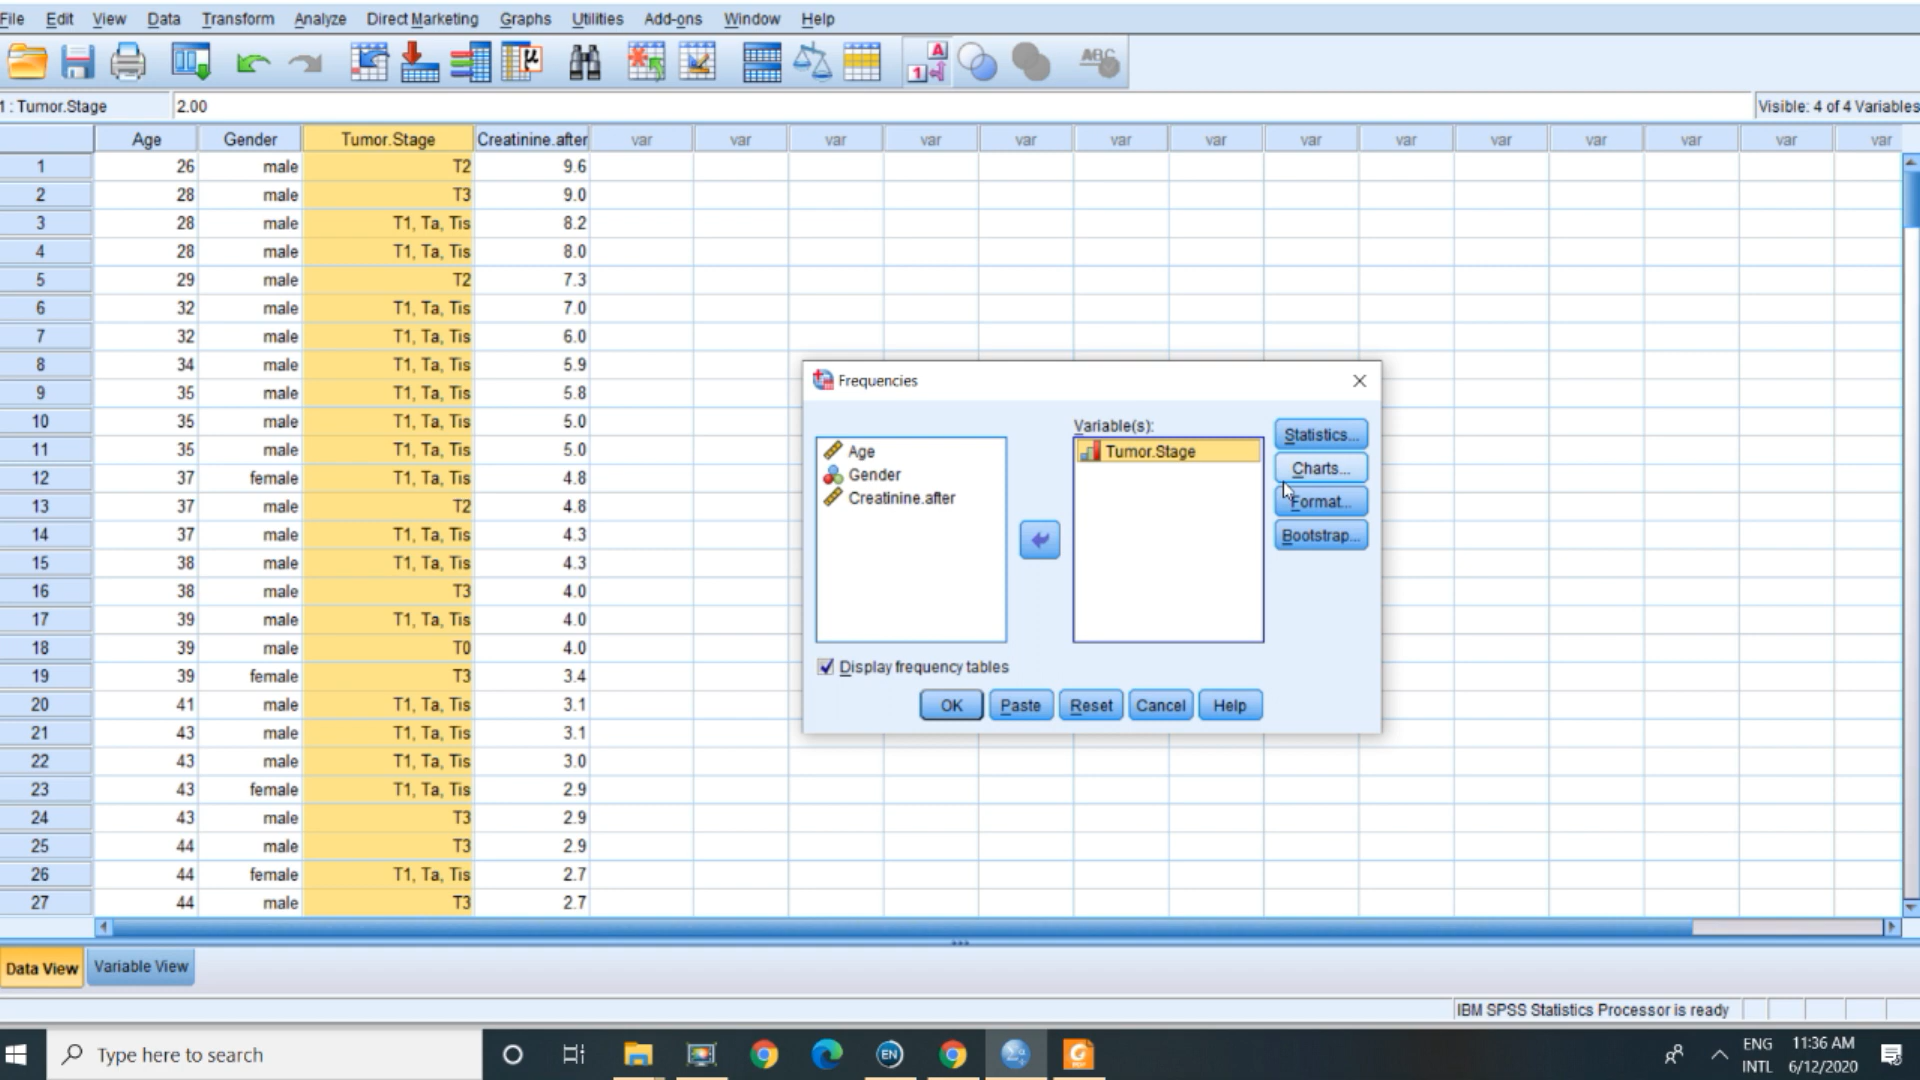 File Edit View Data Transform Analyze Direct Marketing Graphs Utilities Add-ons Window Help
A
1
μ
ABC
1 : Tumor.Stage 2.00 Visible: 4 of 4 Variables
Age Gender Tumor.Stage Creatinine.after var var var var var var var var var var var var var var
1 26 male T2 9.6
2 28 male T3 9.0
3 28 male T1, Ta, Tis 8.2
4 28 male T1, Ta, Tis 8.0
5 29 male T2 7.3
6 32 male T1, Ta, Tis 7.0
7 32 male T1, Ta, Tis 6.0
8 34 male T1, Ta, Tis 5.9
9 35 male T1, Ta, Tis 5.8
10 35 male T1, Ta, Tis 5.0
11 35 male T1, Ta, Tis 5.0
12 37 female T1, Ta, Tis 4.8
13 37 male T2 4.8
14 37 male T1, Ta, Tis 4.3
15 38 male T1, Ta, Tis 4.3
16 38 male T3 4.0
17 39 male T1, Ta, Tis 4.0
18 39 male T0 4.0
19 39 female T3 3.4
20 41 male T1, Ta, Tis 3.1
21 43 male T1, Ta, Tis 3.1
22 43 male T1, Ta, Tis 3.0
23 43 female T1, Ta, Tis 2.9
24 43 male T3 2.9
25 44 male T3 2.9
26 44 female T1, Ta, Tis 2.7
27 44 male T3 2.7
Frequencies
Variable(s):
Age
Gender
Creatinine.after
Tumor.Stage
Statistics...
Charts...
Format...
Bootstrap...
Display frequency tables
OK Paste Reset Cancel Help
Data View Variable View
IBM SPSS Statistics Processor is ready
Type here to search
EN
ENG 11:36 AM
INTL 6/12/2020